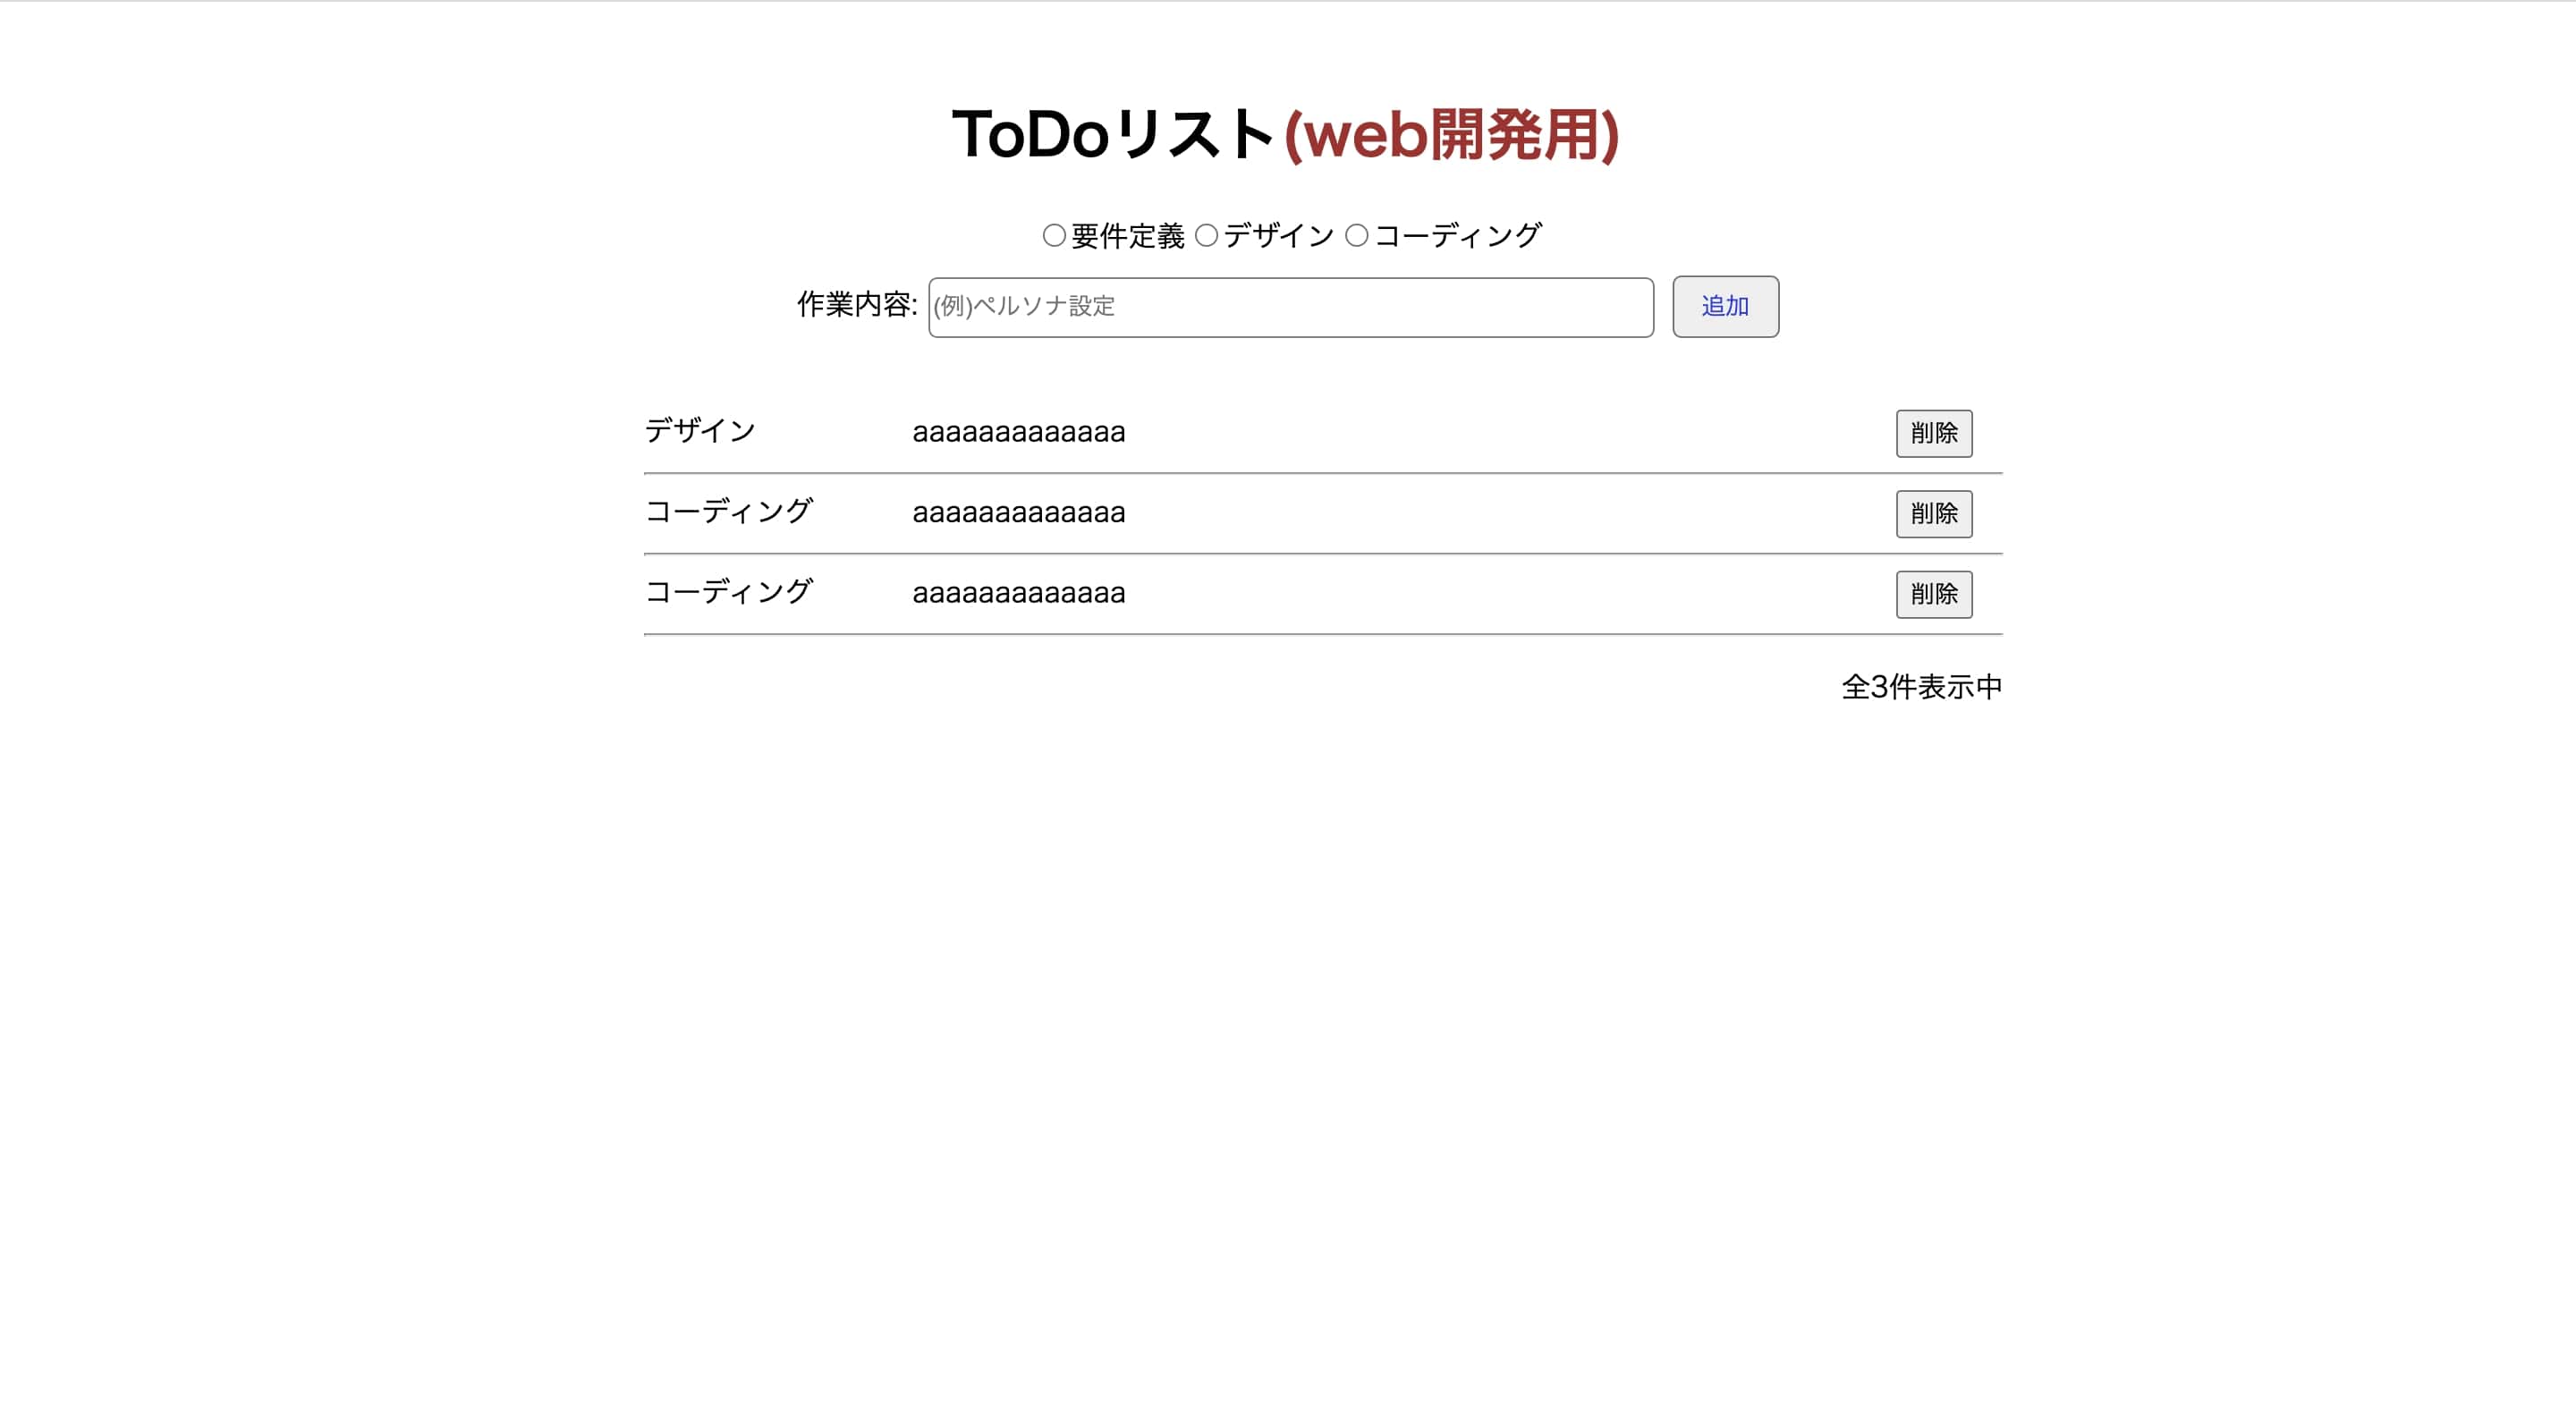 ToDoリスト(web開発用)
要件定義 デザイン コーディング
作業内容: (例)ペルソナ設定 追加
デザイン aaaaaaaaaaaaa 削除
コーディング aaaaaaaaaaaaa 削除
コーディング aaaaaaaaaaaaa 削除
全3件表示中